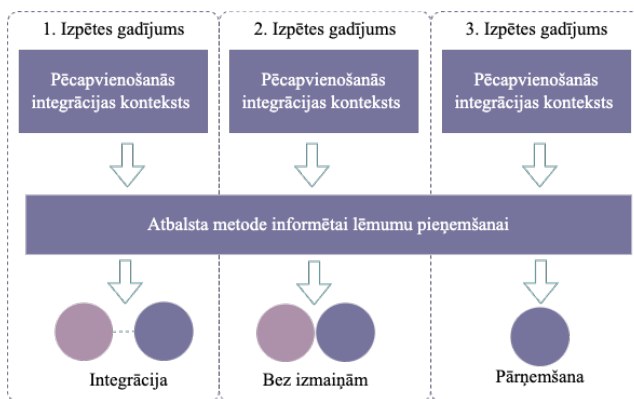 1. Izpētes gadījums
2. Izpētes gadījums
3. Izpētes gadījums
Pēcapvienošanās
integrācijas konteksts
Pēcapvienošanās
integrācijas konteksts
Pēcapvienošanās
integrācijas konteksts
Atbalsta metode informētai lēmumu pieņemšanai
Integrācija
Bez izmaiņām
Pārņemšana